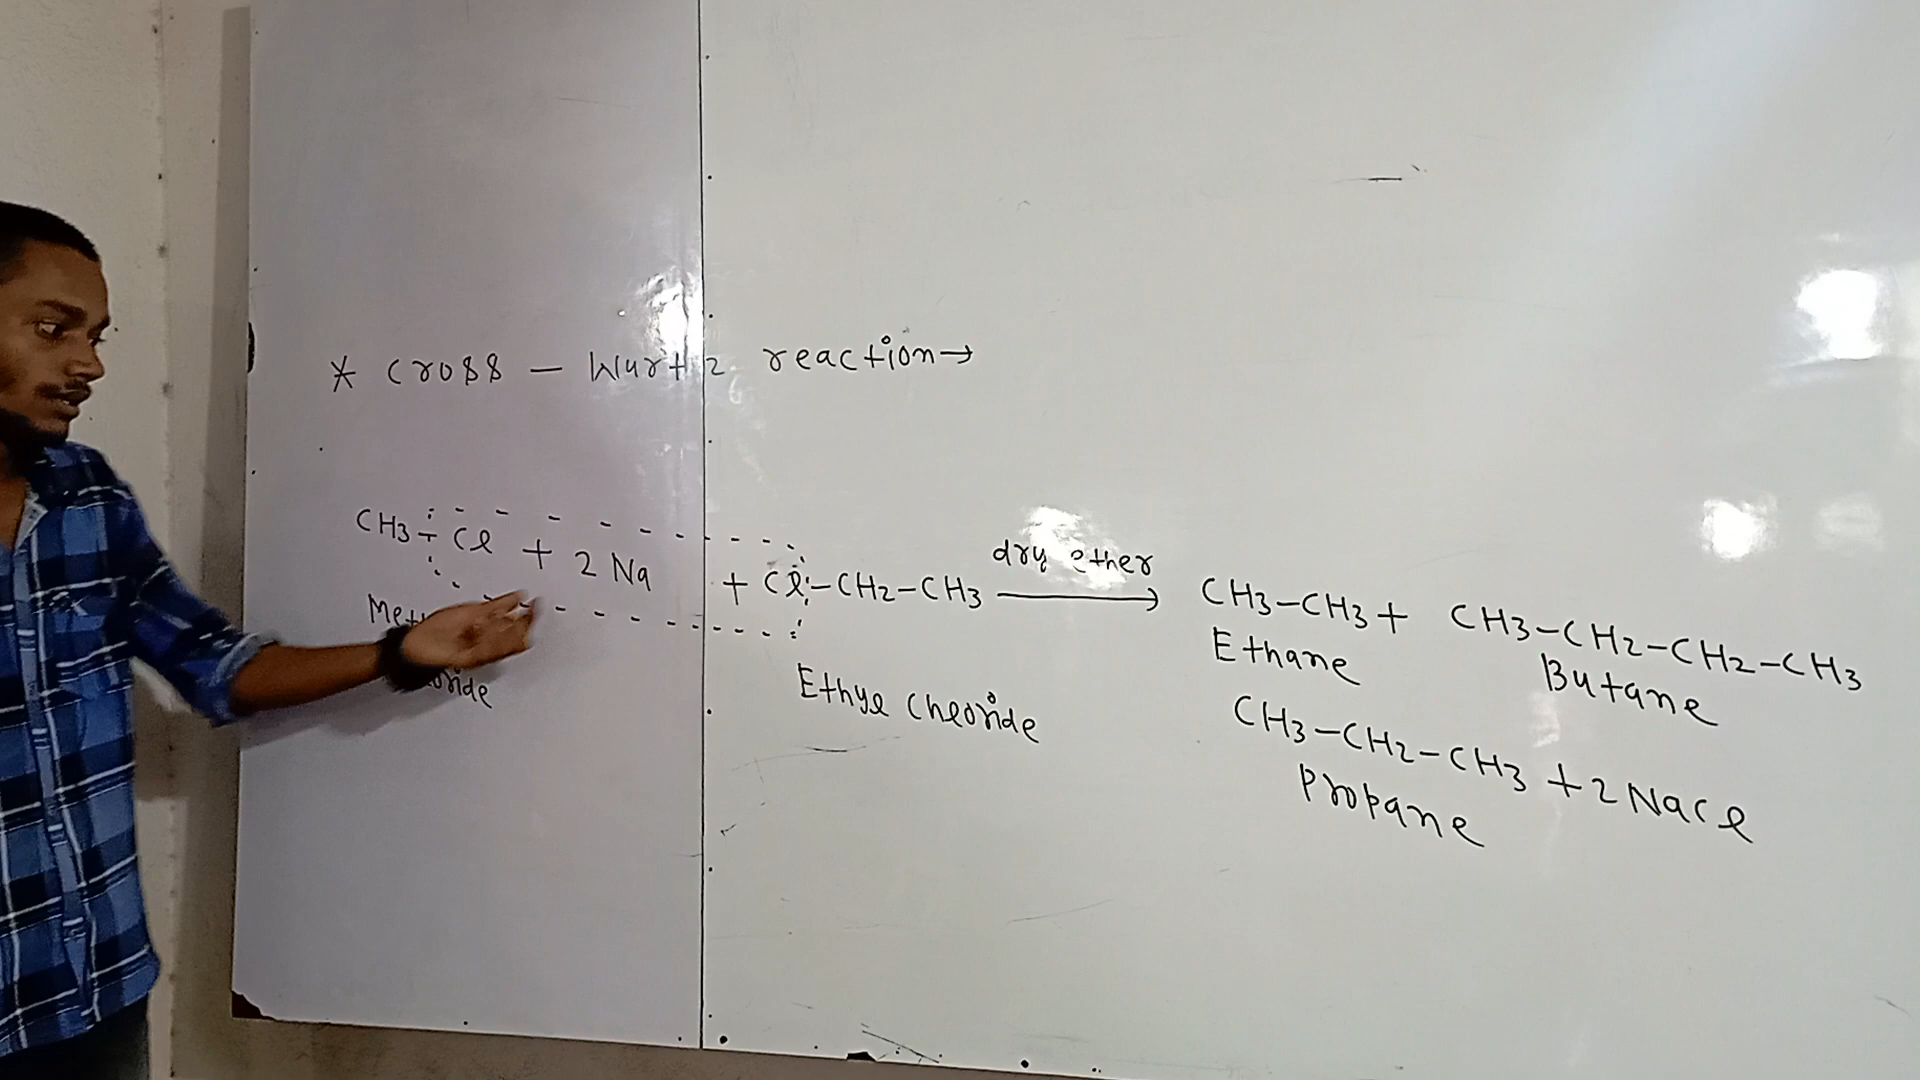 * Cross - Wurtz reaction→
CH3-Cl + 2 Na + Cl-CH2-CH3 dry ether → CH3-CH3 + CH3-CH2-CH2-CH3
Ethyl Chloride Ethane Butane
CH3-CH2-CH3 + 2 NaCl
Propane